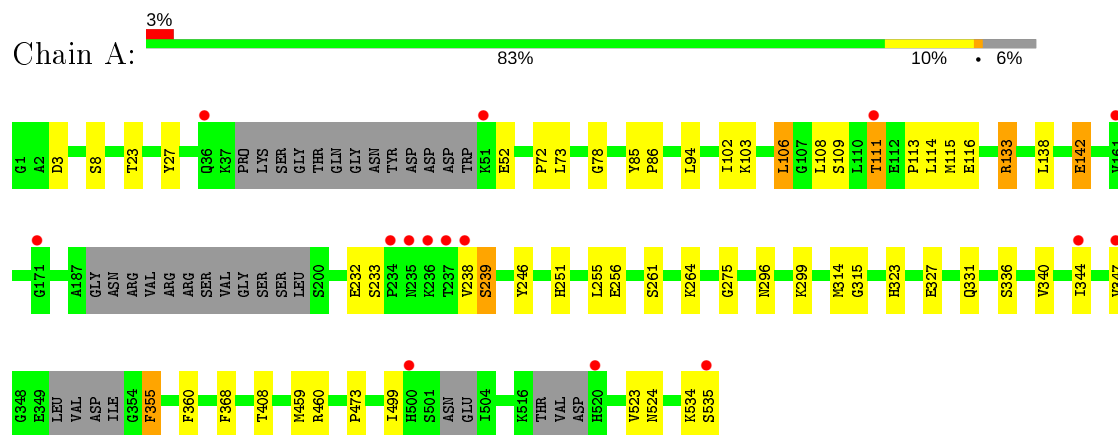 3%
Chain A:
83% 10% • 6%
G1 A2 D3 S8 T23 Y27 Q36 K37 PRO LYS SER GLY THR GLN GLY ASN TYR ASP ASP ASP TRP K51 E52 P72 L73 G78 Y85 P86 L94 I102 K103 L106 G107 L108 S109 L110 T111 E112 P113 L114 M115 E116 R133 L138 E142 V161
G171 A187 GLY ASN ARG VAL ARG ARG SER VAL GLY SER SER LEU S200 E232 S233 P234 N235 K236 T237 V238 S239 Y246 H251 L255 E256 S261 K264 G275 N296 K299 M314 G315 H323 E327 Q331 S336 V340 I344 V347
G348 E349 LEU VAL ASP ILE G354 F355 F360 F368 T408 M459 R460 P473 I499 H500 S501 ASN GLU I504 K516 THR VAL ASP H520 V523 N524 K534 S535